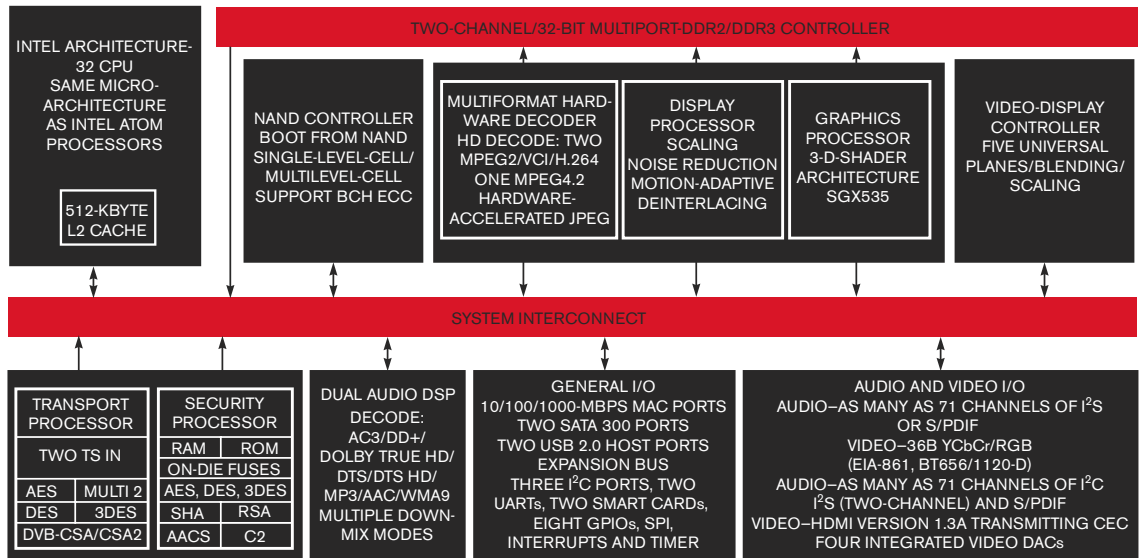 TWO-CHANNEL/32-BIT MULTIPORT-DDR2/DDR3 CONTROLLER
INTEL ARCHITECTURE-
32 CPU
SAME MICRO-
ARCHITECTURE
AS INTEL ATOM
PROCESSORS
512-KBYTE
L2 CACHE
NAND CONTROLLER
BOOT FROM NAND
SINGLE-LEVEL-CELL/
MULTILEVEL-CELL
SUPPORT BCH ECC
MULTIFORMAT HARD-
WARE DECODER
HD DECODE: TWO
MPEG2/VCI/H.264
ONE MPEG4.2
HARDWARE-
ACCELERATED JPEG
DISPLAY
PROCESSOR
SCALING
NOISE REDUCTION
MOTION-ADAPTIVE
DEINTERLACING
GRAPHICS
PROCESSOR
3-D-SHADER
ARCHITECTURE
SGX535
VIDEO-DISPLAY
CONTROLLER
FIVE UNIVERSAL
PLANES/BLENDING/
SCALING
SYSTEM INTERCONNECT
TRANSPORT
PROCESSOR
TWO TS IN
AES MULTI 2
DES 3DES
DVB-CSA/CSA2
SECURITY
PROCESSOR
RAM ROM
ON-DIE FUSES
AES, DES, 3DES
SHA RSA
AACS C2
DUAL AUDIO DSP
DECODE:
AC3/DD+/
DOLBY TRUE HD/
DTS/DTS HD/
MP3/AAC/WMA9
MULTIPLE DOWN-
MIX MODES
GENERAL I/O
10/100/1000-MBPS MAC PORTS
TWO SATA 300 PORTS
TWO USB 2.0 HOST PORTS
EXPANSION BUS
THREE I²C PORTS, TWO
UARTs, TWO SMART CARDs,
EIGHT GPIOs, SPI,
INTERRUPTS AND TIMER
AUDIO AND VIDEO I/O
AUDIO–AS MANY AS 71 CHANNELS OF I²S
OR S/PDIF
VIDEO–36B YCbCr/RGB
(EIA-861, BT656/1120-D)
AUDIO–AS MANY AS 71 CHANNELS OF I²C
I²S (TWO-CHANNEL) AND S/PDIF
VIDEO–HDMI VERSION 1.3A TRANSMITTING CEC
FOUR INTEGRATED VIDEO DACs